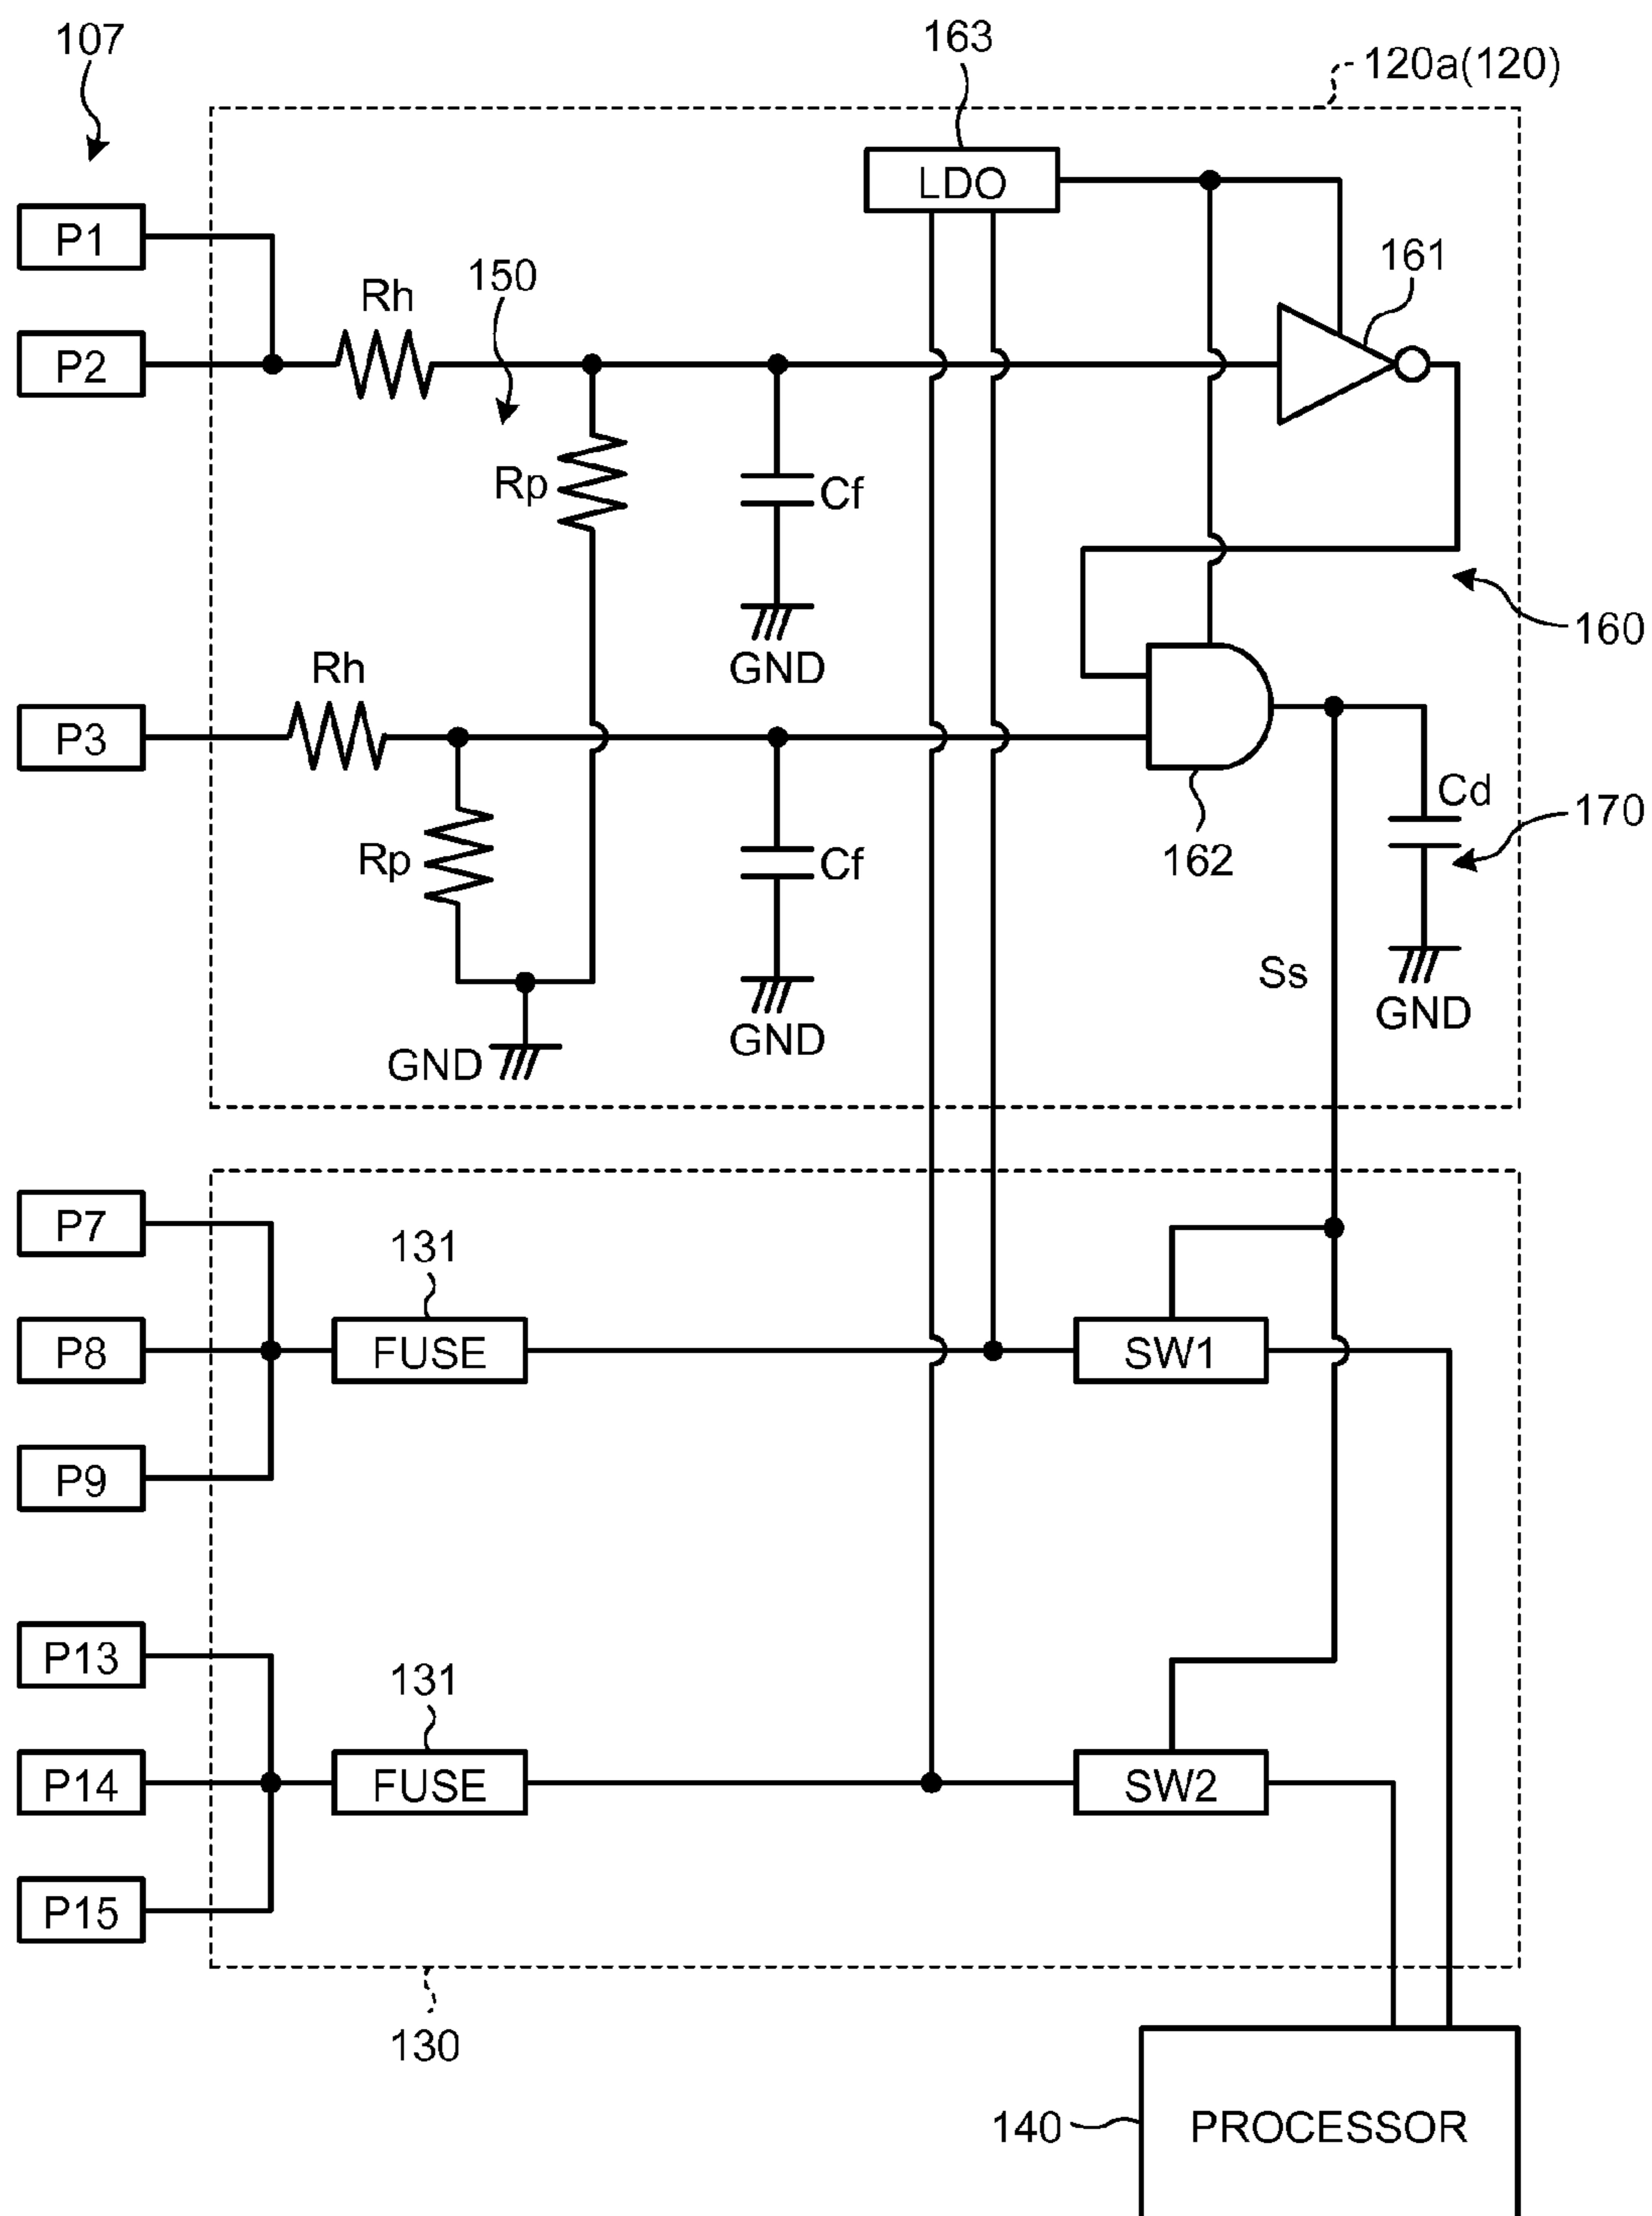 107
163
120a(120)
LDO
P1
161
150
Rh
P2
Rp
Cf
160
GND
Rh
P3
Cd
170
Rp
Cf
162
Ss
GND
GND
GND
P7
131
P8
FUSE
SW1
P9
P13
131
P14
FUSE
SW2
P15
130
140
PROCESSOR